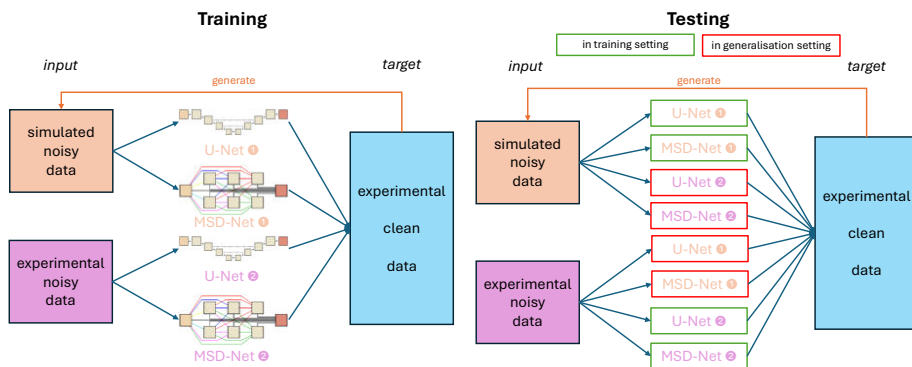 Training
input
target
generate
simulated
noisy
data
U-Net ❶
MSD-Net ❶
experimental
noisy
data
U-Net ❷
MSD-Net ❷
experimental
clean
data
Testing
in training setting
in generalisation setting
input
target
generate
simulated
noisy
data
U-Net ❶
MSD-Net ❶
U-Net ❷
MSD-Net ❷
experimental
noisy
data
U-Net ❶
MSD-Net ❶
U-Net ❷
MSD-Net ❷
experimental
clean
data